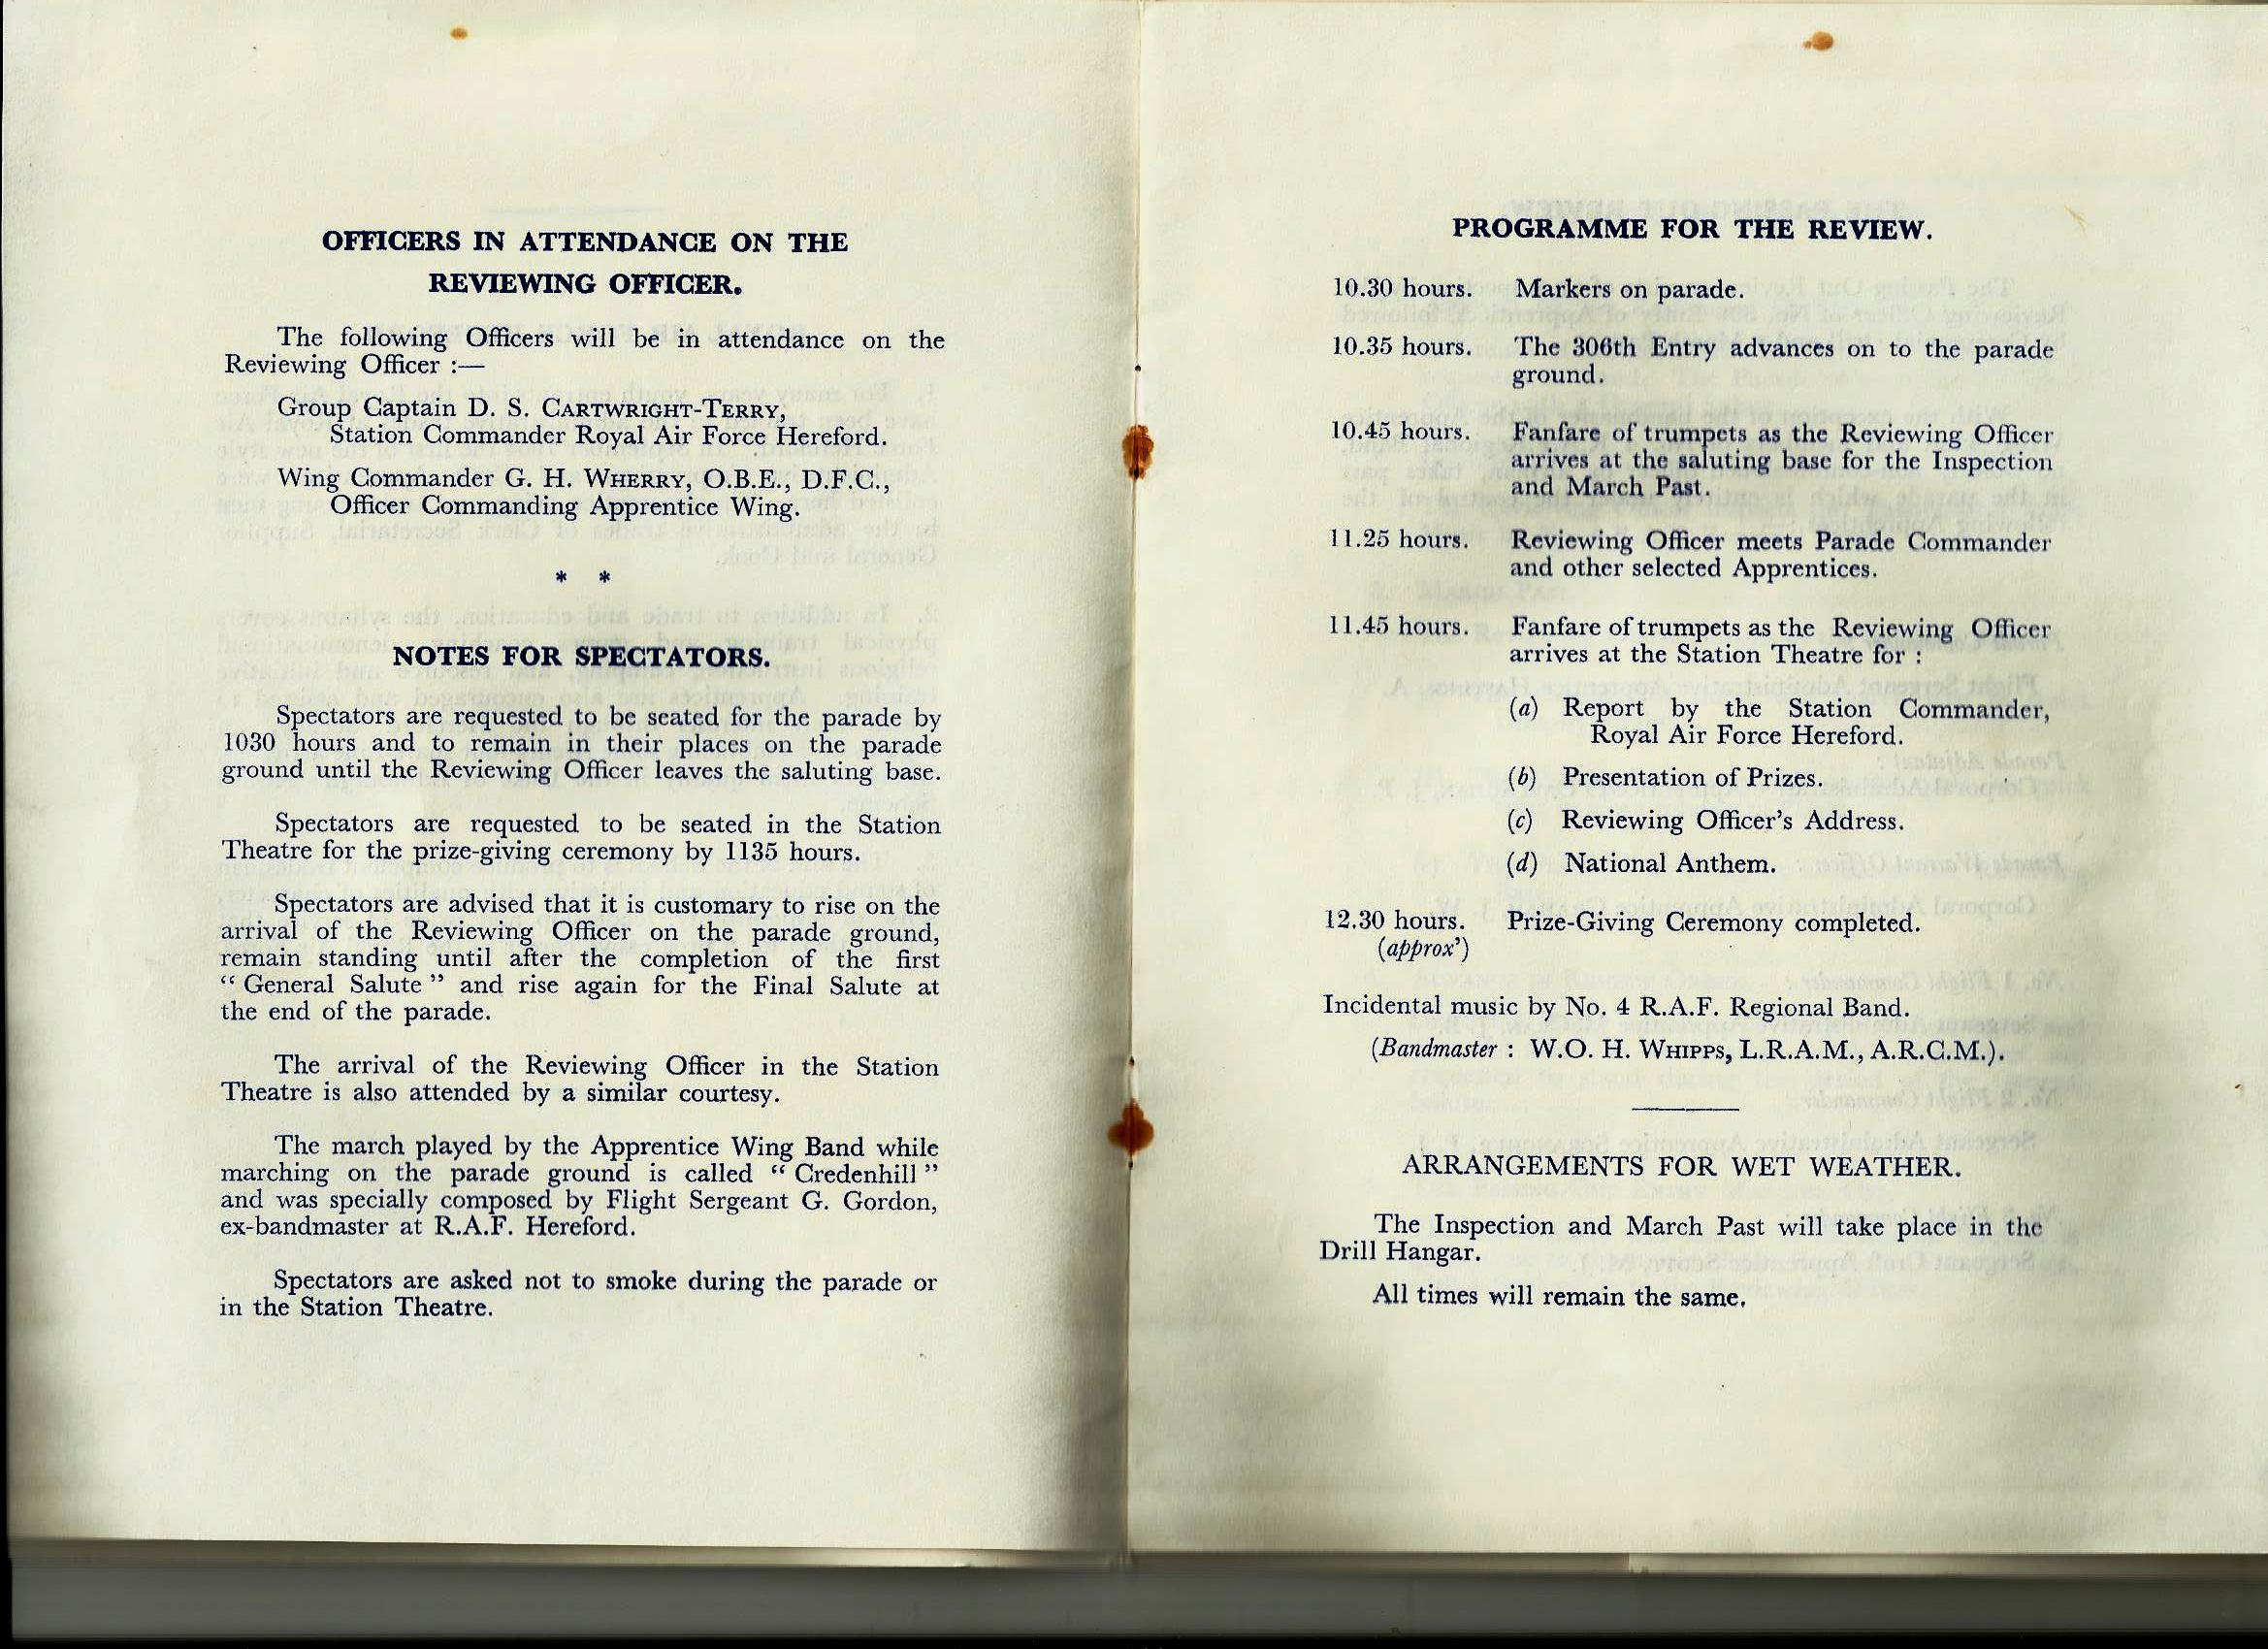 OFFICERS IN ATTENDANCE ON THE
REVIEWING OFFICER.
The following Officers will be in attendance on the
Reviewing Officer :—
Group Captain D. S. CARTWRIGHT-TERRY,
Station Commander Royal Air Force Hereford.
Wing Commander G. H. WHERRY, O.B.E., D.F.C.,
Officer Commanding Apprentice Wing.
* *
NOTES FOR SPECTATORS.
Spectators are requested to be seated for the parade by
1030 hours and to remain in their places on the parade
ground until the Reviewing Officer leaves the saluting base.
Spectators are requested to be seated in the Station
Theatre for the prize-giving ceremony by 1135 hours.
Spectators are advised that it is customary to rise on the
arrival of the Reviewing Officer on the parade ground,
remain standing until after the completion of the first
“ General Salute ” and rise again for the Final Salute at
the end of the parade.
The arrival of the Reviewing Officer in the Station
Theatre is also attended by a similar courtesy.
The march played by the Apprentice Wing Band while
marching on the parade ground is called “ Credenhill ”
and was specially composed by Flight Sergeant G. Gordon,
ex-bandmaster at R.A.F. Hereford.
Spectators are asked not to smoke during the parade or
in the Station Theatre.
PROGRAMME FOR THE REVIEW.
10.30 hours. Markers on parade.
10.35 hours. The 306th Entry advances on to the parade
ground.
10.45 hours. Fanfare of trumpets as the Reviewing Officer
arrives at the saluting base for the Inspection
and March Past.
11.25 hours. Reviewing Officer meets Parade Commander
and other selected Apprentices.
11.45 hours. Fanfare of trumpets as the Reviewing Officer
arrives at the Station Theatre for :
(a) Report by the Station Commander,
Royal Air Force Hereford.
(b) Presentation of Prizes.
(c) Reviewing Officer’s Address.
(d) National Anthem.
12.30 hours. Prize-Giving Ceremony completed.
(approx’)
Incidental music by No. 4 R.A.F. Regional Band.
(Bandmaster : W.O. H. WHIPPS, L.R.A.M., A.R.C.M.).
ARRANGEMENTS FOR WET WEATHER.
The Inspection and March Past will take place in the
Drill Hangar.
All times will remain the same.